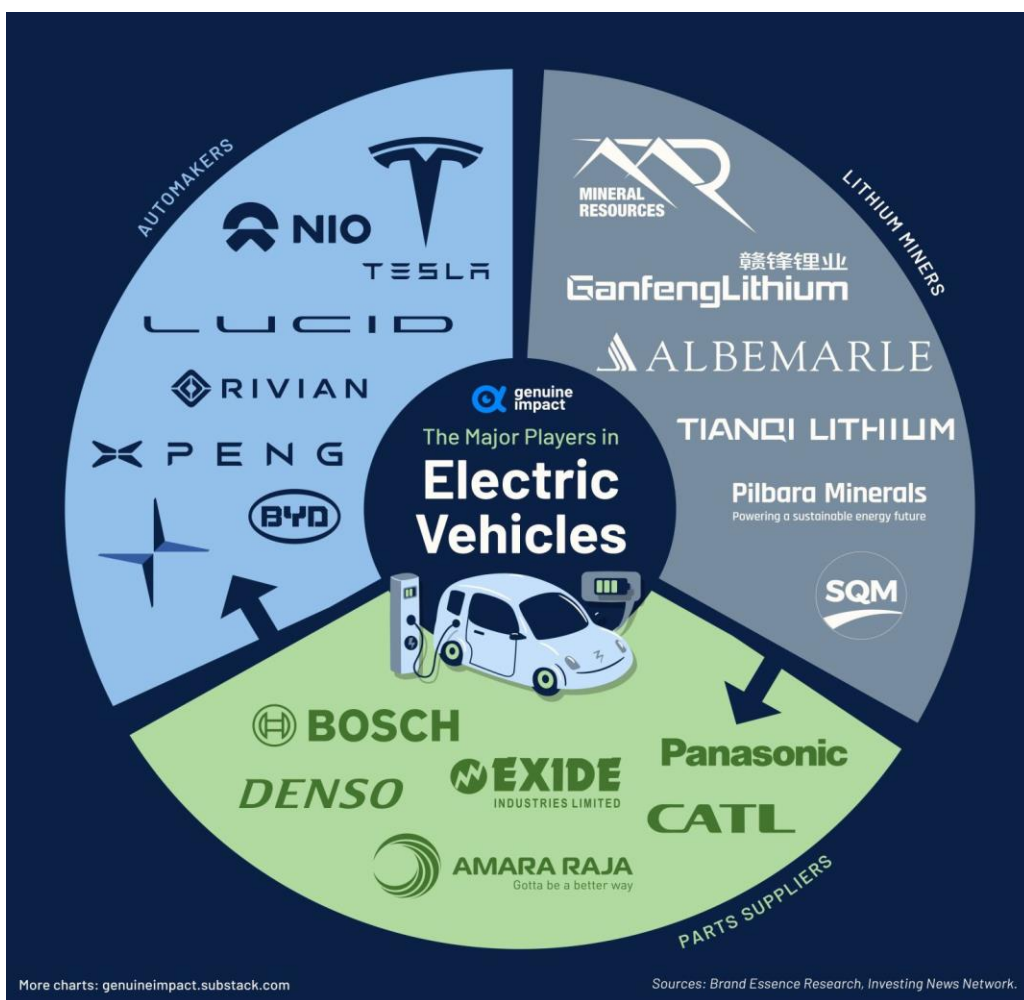 AUTOMAKERS
NIO
TESLA
LUCID
RIVIAN
XPENG
BYD
LITHIUM MINERS
MINERAL
RESOURCES
赣锋锂业
GanfengLithium
ALBEMARLE
TIANQI LITHIUM
Pilbara Minerals
Powering a sustainable energy future
SQM
genuine
impact
The Major Players in
Electric
Vehicles
BOSCH
DENSO
EXIDE
INDUSTRIES LIMITED
Panasonic
CATL
AMARA RAJA
Gotta be a better way
PARTS SUPPLIERS
More charts: genuineimpact.substack.com
Sources: Brand Essence Research, Investing News Network.